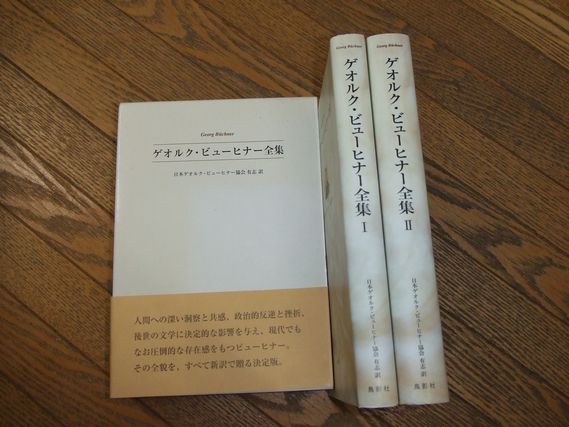 Georg Büchner
ゲオルク・ビューヒナー全集
日本ゲオルク・ビューヒナー協会 有志 訳
人間への深い洞察と共感、政治的反逆と挫折、
後世の文学に決定的な影響を与え、現代でも
なお圧倒的な存在感をもつビューヒナー。
その全貌を、すべて新訳で贈る決定版。
Georg Büchner
ゲオルク・ビューヒナー全集 I
日本ゲオルク・ビューヒナー協会 有志 訳
Georg Büchner
ゲオルク・ビューヒナー全集 II
日本ゲオルク・ビューヒナー協会 有志 訳
鳥影社